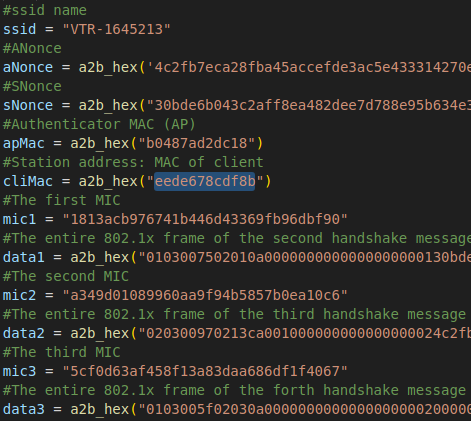 #ssid name
ssid = "VTR-1645213"
#ANonce
aNonce = a2b_hex('4c2fb7eca28fba45accefde3ac5e433314270e
#SNonce
sNonce = a2b_hex("30bde6b043c2aff8ea482dee7d788e95b634e3
#Authenticator MAC (AP)
apMac = a2b_hex("b0487ad2dc18")
#Station address: MAC of client
cliMac = a2b_hex("eede678cdf8b")
#The first MIC
mic1 = "1813acb976741b446d43369fb96dbf90"
#The entire 802.1x frame of the second handshake message
data1 = a2b_hex("0103007502010a0000000000000000000130bde
#The second MIC
mic2 = "a349d01089960aa9f94b5857b0ea10c6"
#The entire 802.1x frame of the third handshake message
data2 = a2b_hex("020300970213ca001000000000000000024c2fb
#The third MIC
mic3 = "5cf0d63af458f13a83daa686df1f4067"
#The entire 802.1x frame of the forth handshake message
data3 = a2b_hex("0103005f02030a0000000000000000000200000